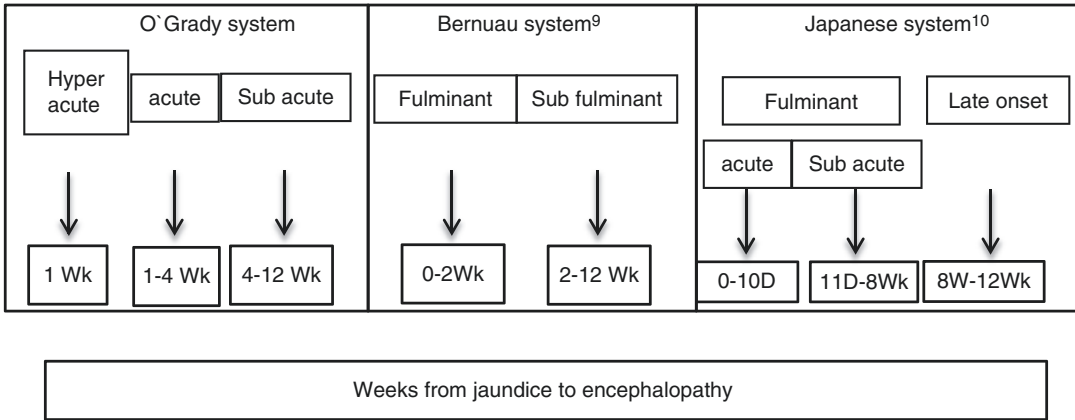 O`Grady system
Hyper
acute
acute
Sub acute
1 Wk
1-4 Wk
4-12 Wk
Bernuau system⁹
Fulminant
Sub fulminant
0-2Wk
2-12 Wk
Japanese system¹⁰
Fulminant
Late onset
acute
Sub acute
0-10D
11D-8Wk
8W-12Wk
Weeks from jaundice to encephalopathy